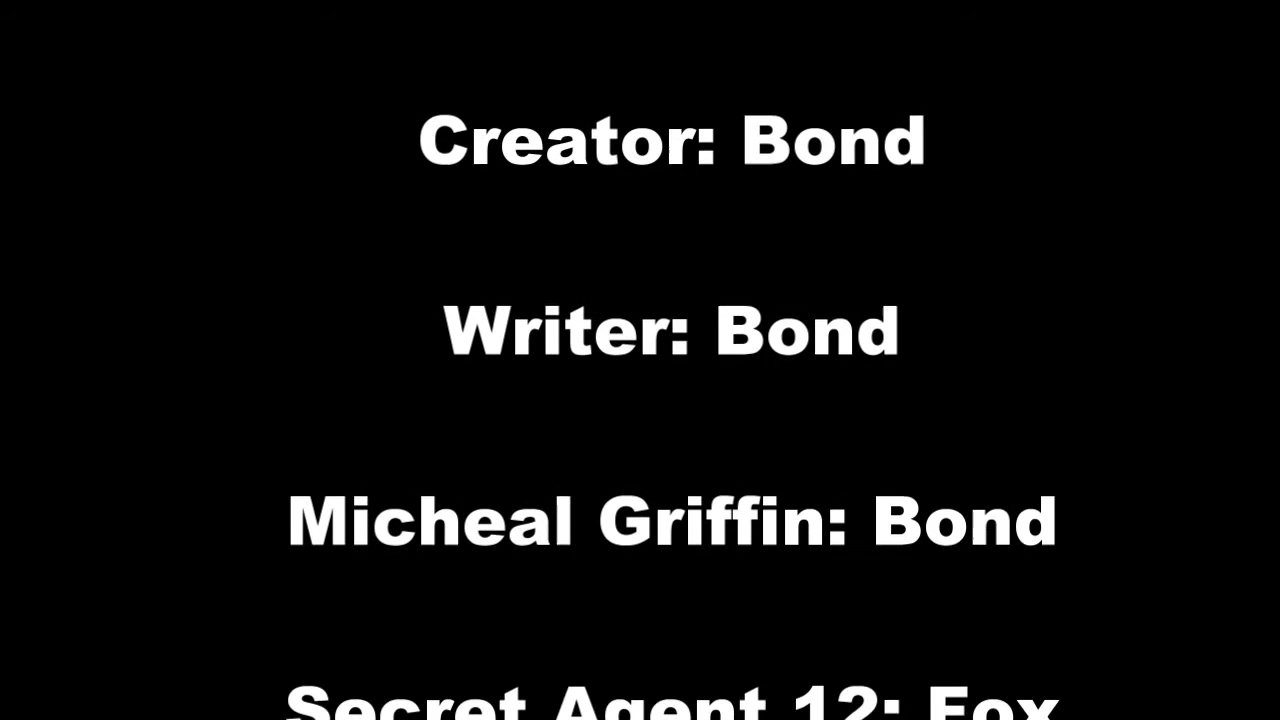 Creator: Bond
Writer: Bond
Micheal Griffin: Bond
Secret Agent 12: Fox